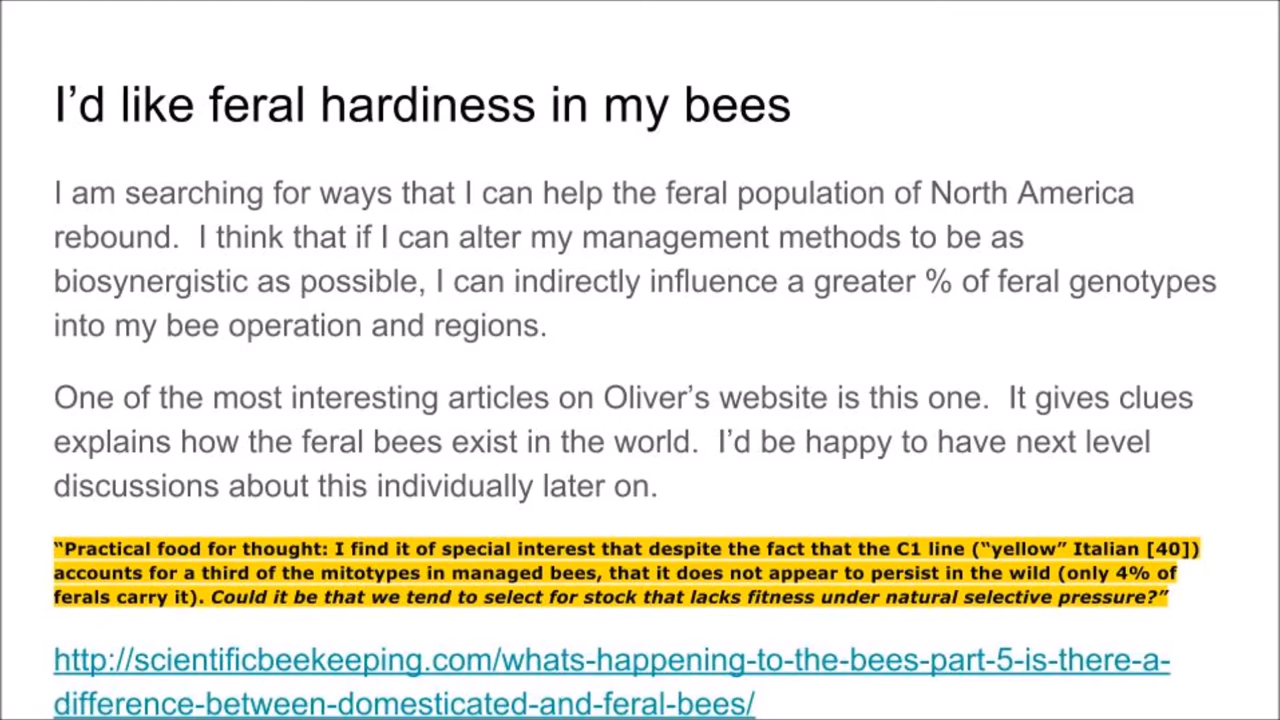 I’d like feral hardiness in my bees
I am searching for ways that I can help the feral population of North America
rebound.  I think that if I can alter my management methods to be as
biosynergistic as possible, I can indirectly influence a greater % of feral genotypes
into my bee operation and regions.
One of the most interesting articles on Oliver’s website is this one.  It gives clues
explains how the feral bees exist in the world.  I’d be happy to have next level
discussions about this individually later on.
“Practical food for thought: I find it of special interest that despite the fact that the C1 line (“yellow” Italian [40])
accounts for a third of the mitotypes in managed bees, that it does not appear to persist in the wild (only 4% of
ferals carry it). Could it be that we tend to select for stock that lacks fitness under natural selective pressure?”
http://scientificbeekeeping.com/whats-happening-to-the-bees-part-5-is-there-a-
difference-between-domesticated-and-feral-bees/